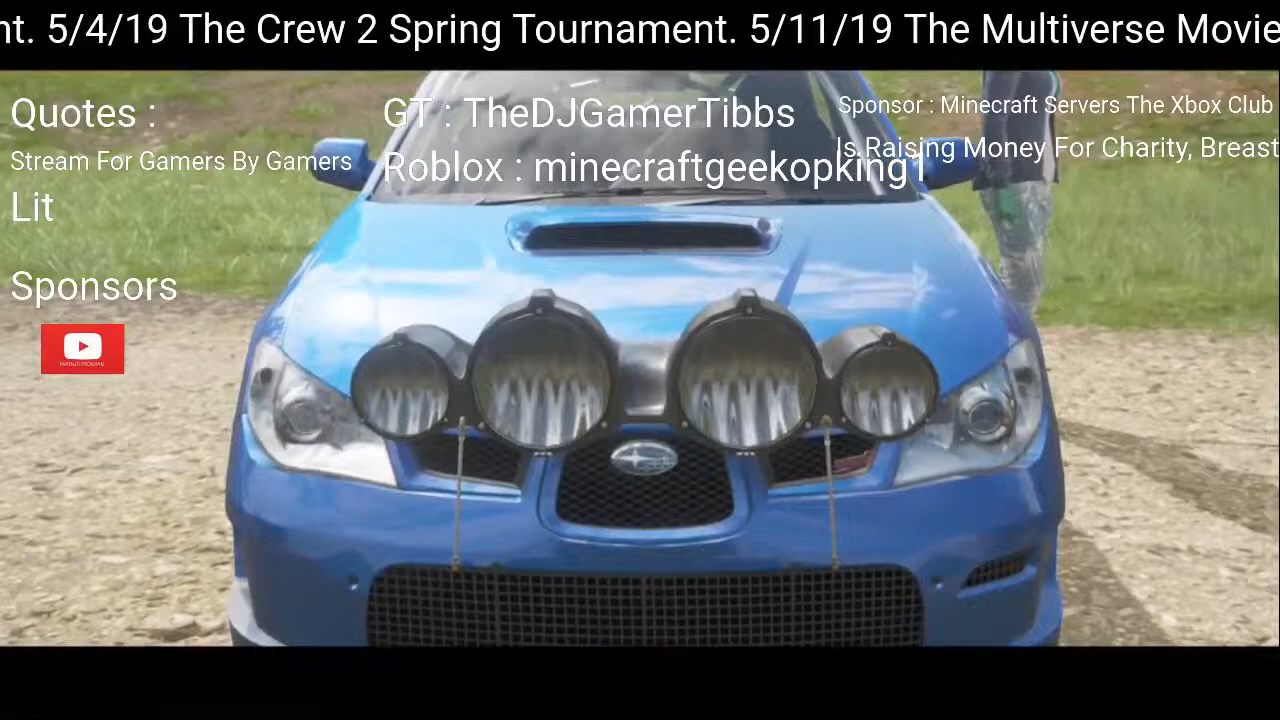 nt. 5/4/19 The Crew 2 Spring Tournament. 5/11/19 The Multiverse Movie
Quotes :
Stream For Gamers By Gamers
Lit
Sponsors
GT : TheDJGamerTibbs
Roblox : minecraftgeekopking1
Sponsor : Minecraft Servers The Xbox Club
Is Raising Money For Charity, Breast